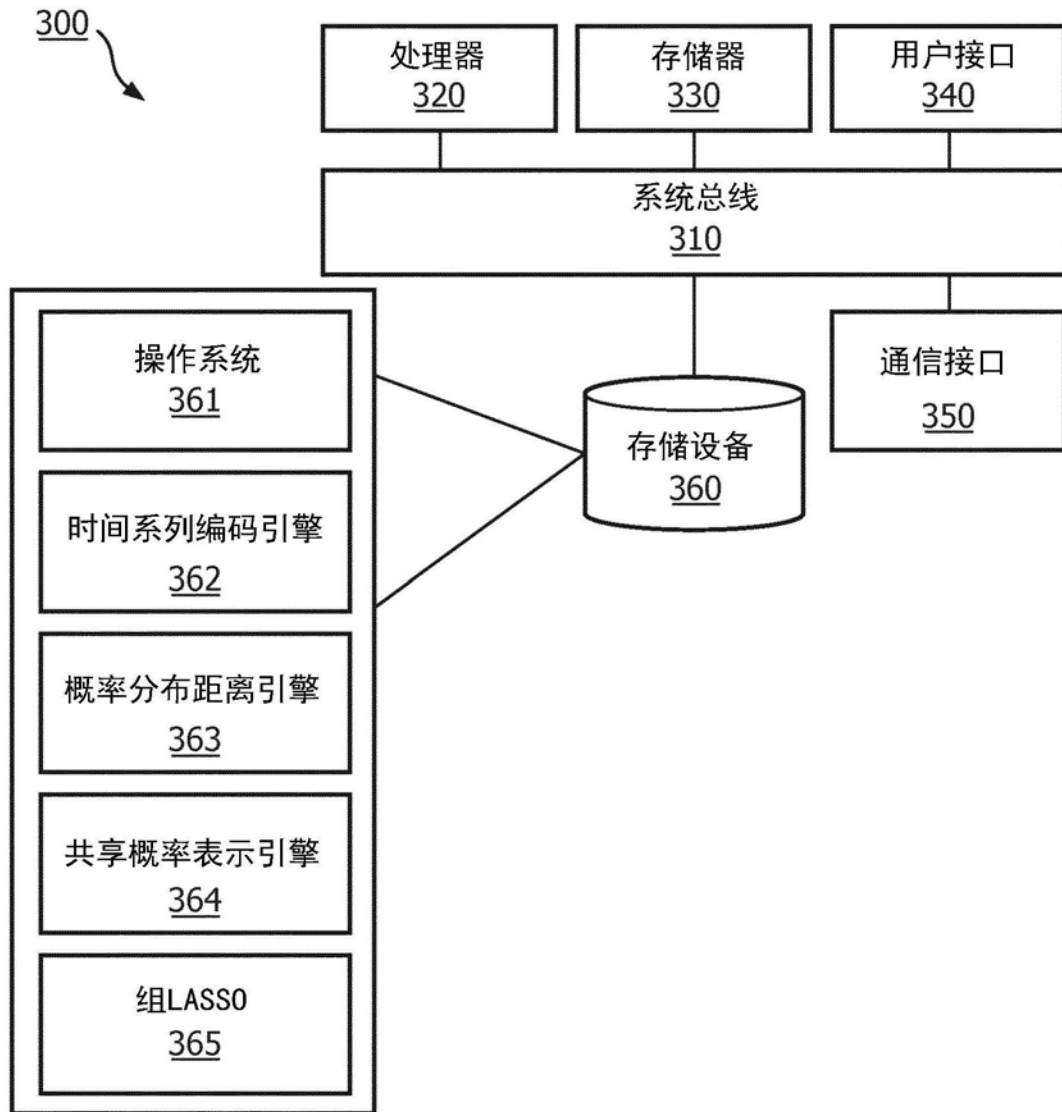 300
处理器
320
存储器
330
用户接口
340
系统总线
310
操作系统
361
通信接口
350
存储设备
360
时间系列编码引擎
362
概率分布距离引擎
363
共享概率表示引擎
364
组LASSO
365